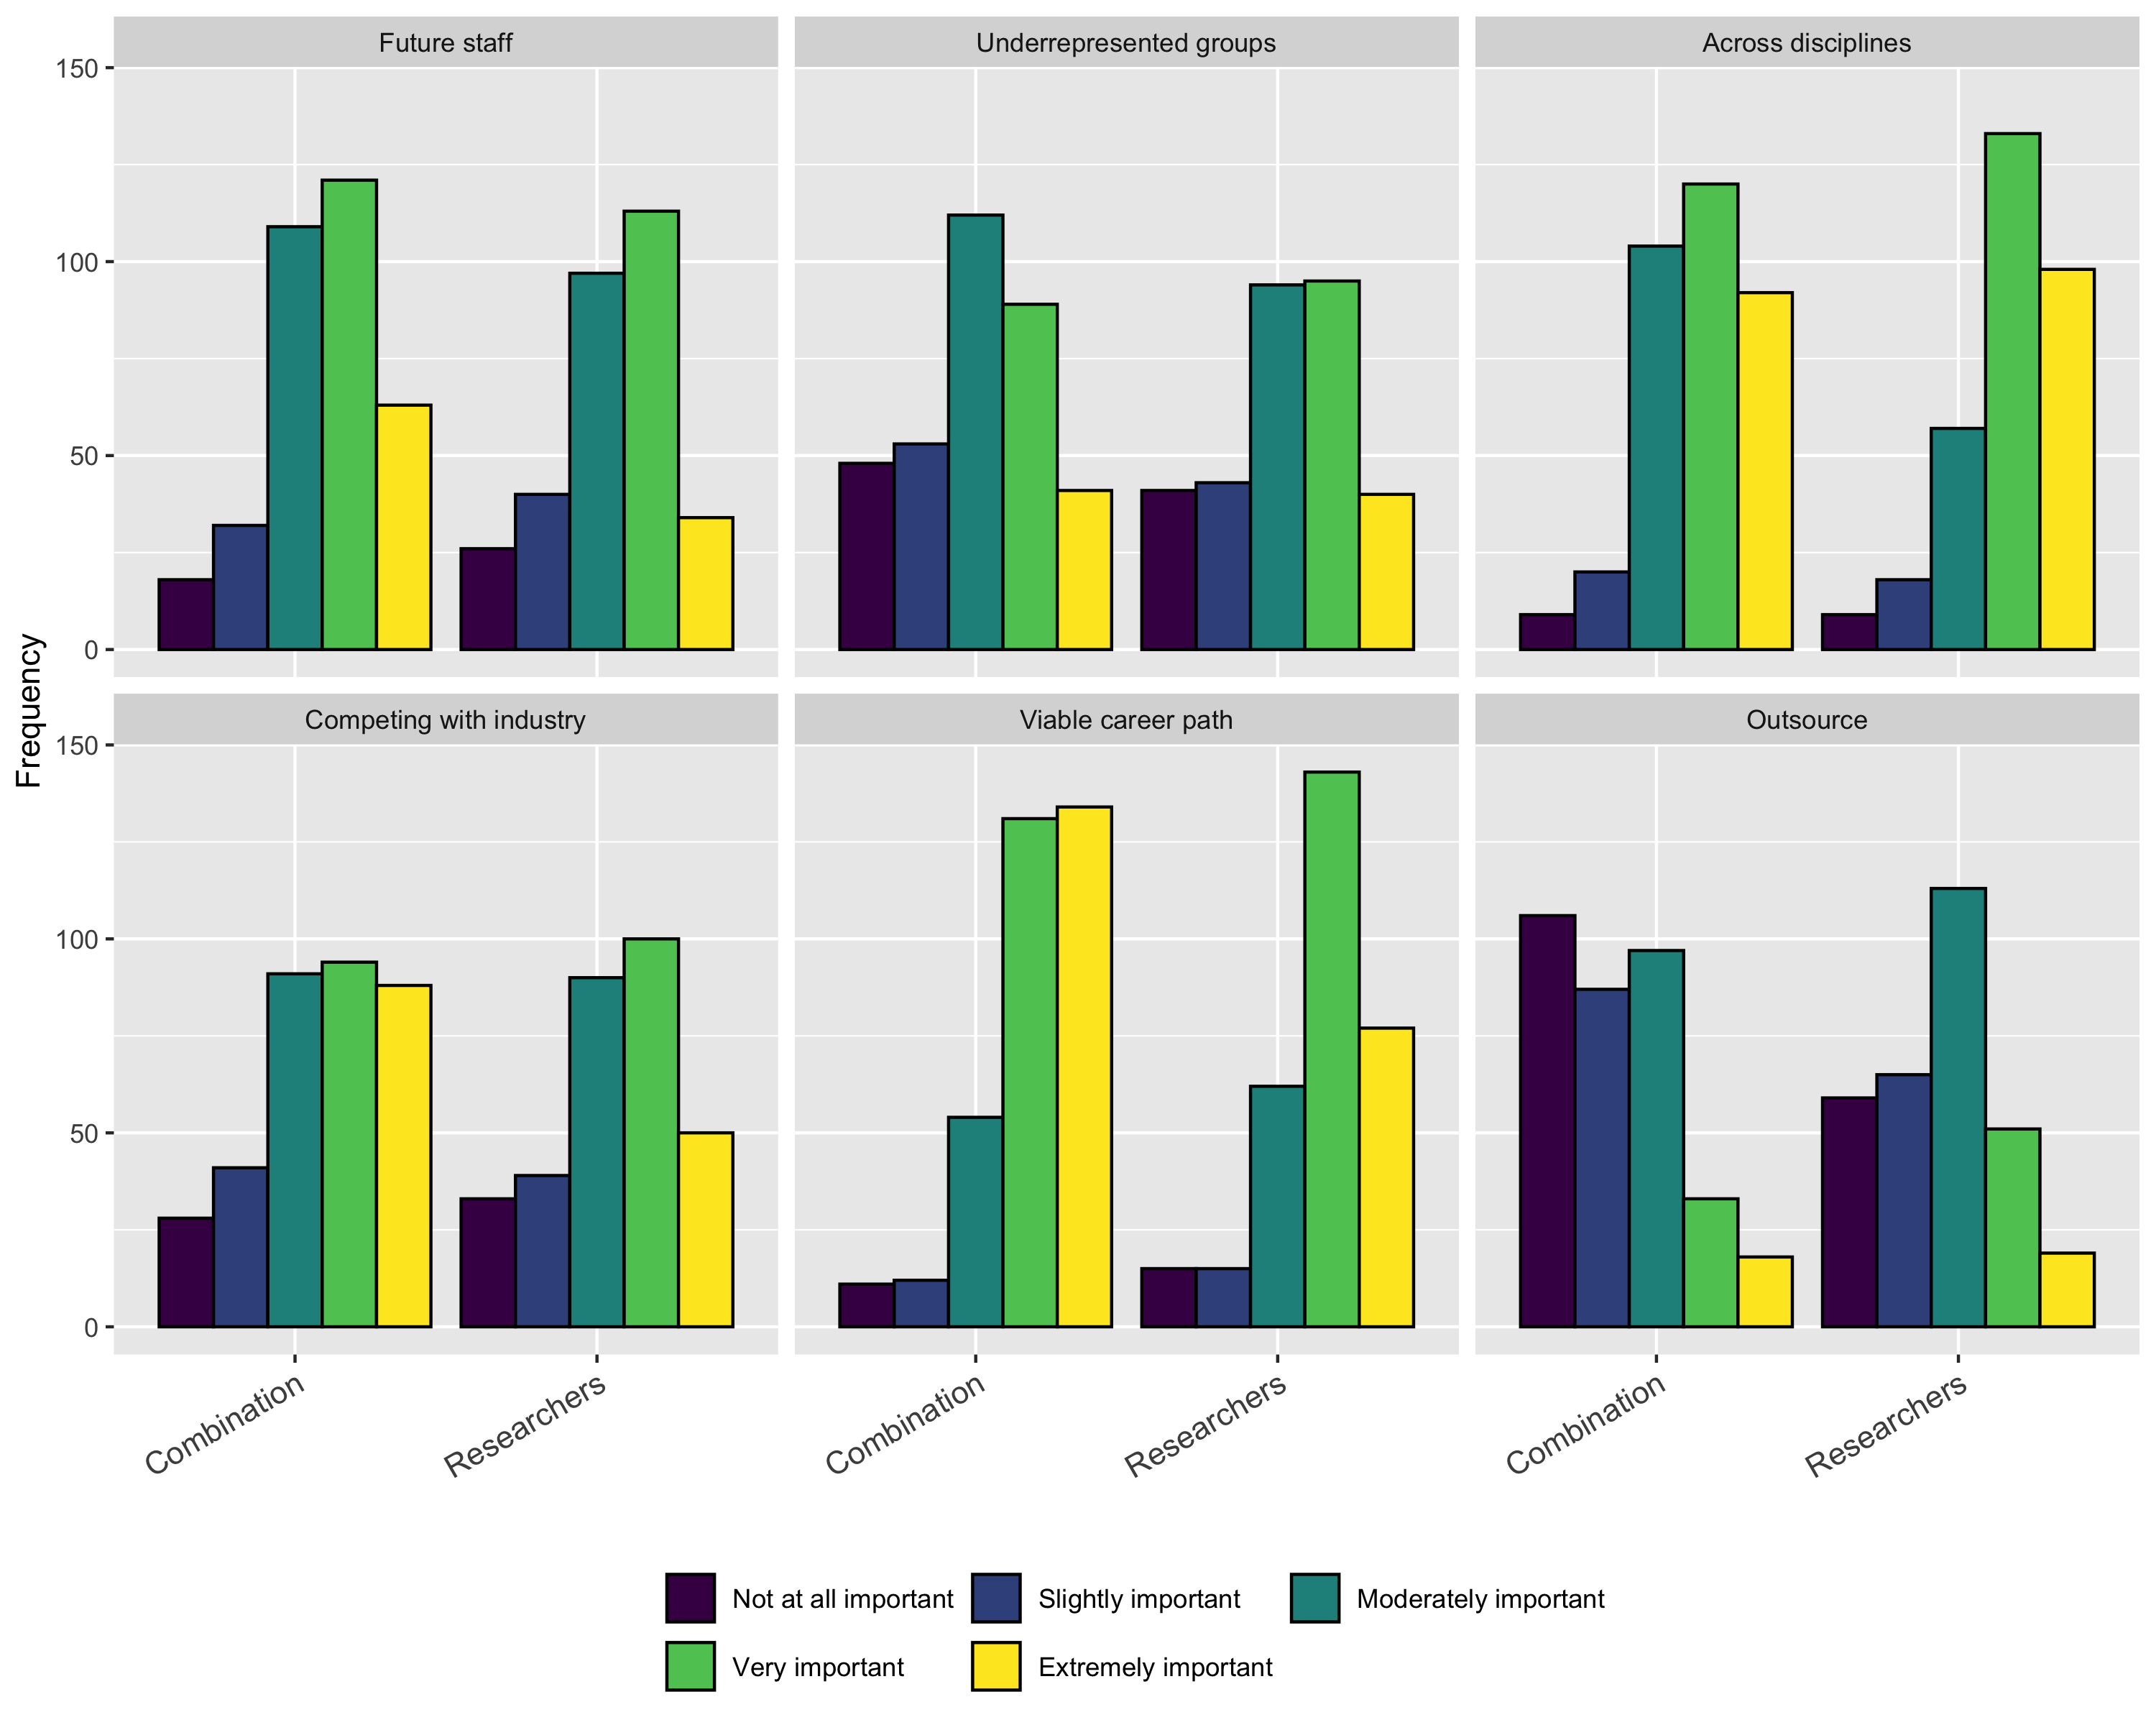 Future staff
Underrepresented groups
Across disciplines
150
100
50
0
Frequency
Competing with industry
Viable career path
Outsource
150
100
50
0
Combination
Researchers
Combination
Researchers
Combination
Researchers
Not at all important
Slightly important
Moderately important
Very important
Extremely important